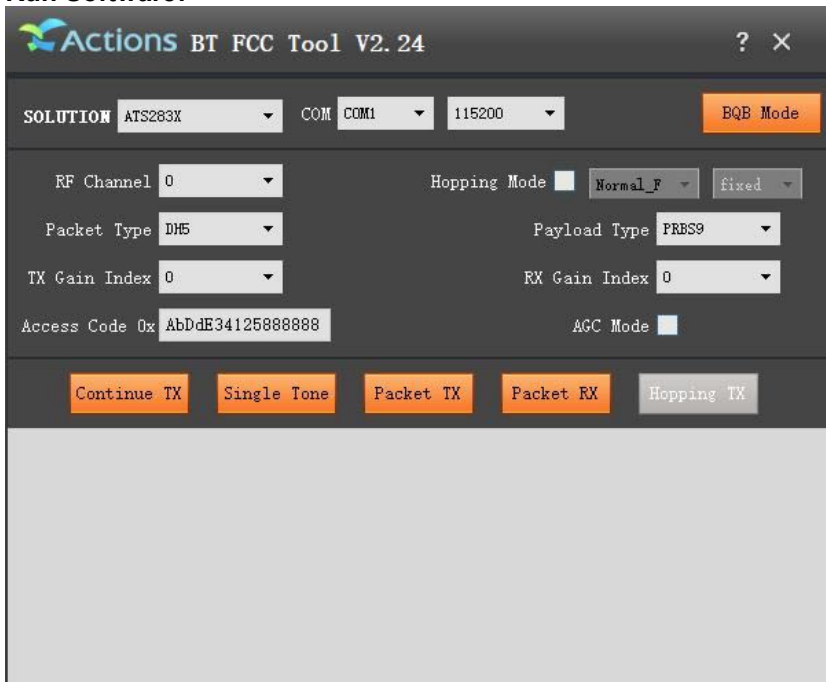 Run Software:
Actions BT FCC Tool V2.24 ? ×
SOLUTION ATS283X COM COM1 115200 BQB Mode
RF Channel 0 Hopping Mode Normal_F fixed
Packet Type DH5 Payload Type PRBS9
TX Gain Index 0 RX Gain Index 0
Access Code 0x AbDdE34125888888 AGC Mode
Continue TX Single Tone Packet TX Packet RX Hopping TX